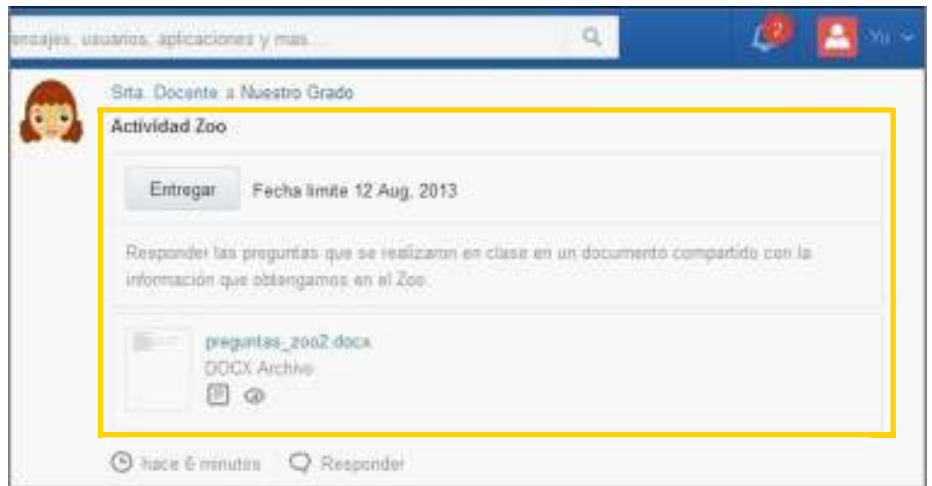 mensajes, usuarios, aplicaciones y mas...
2
Yu
Srta. Docente a Nuestro Grado
Actividad Zoo
Entregar
Fecha limite 12 Aug, 2013
Responder las preguntas que se realizaron en clase en un documento compartido con la
información que obtengamos en el Zoo.
preguntas_zoo2.docx
DOCX Archivo
hace 6 minutos
Responder